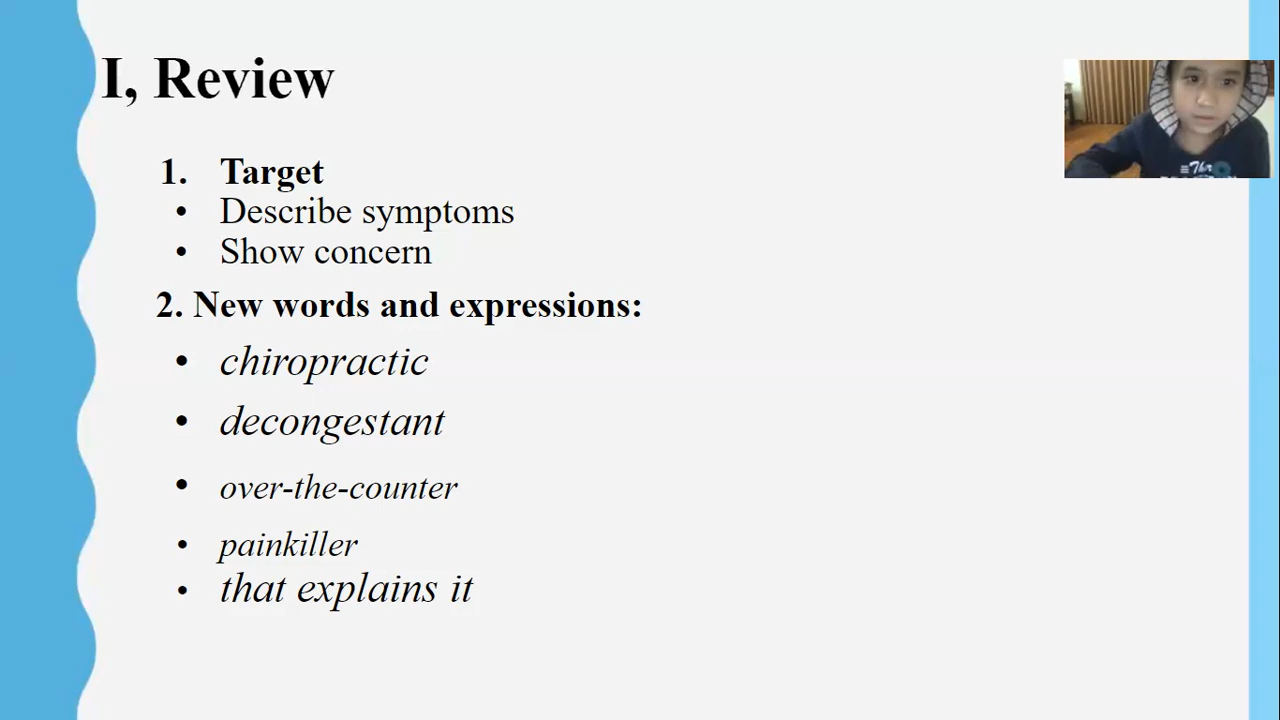 I, Review
1. Target
• Describe symptoms
• Show concern
2. New words and expressions:
• chiropractic
• decongestant
• over-the-counter
• painkiller
• that explains it